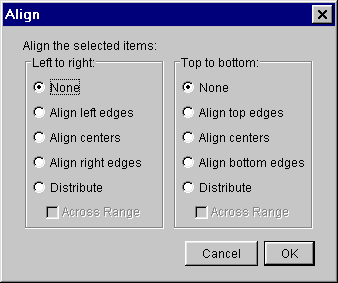 Align
Align the selected items:
Left to right:
None
Align left edges
Align centers
Align right edges
Distribute
Across Range
Top to bottom:
None
Align top edges
Align centers
Align bottom edges
Distribute
Across Range
Cancel
OK